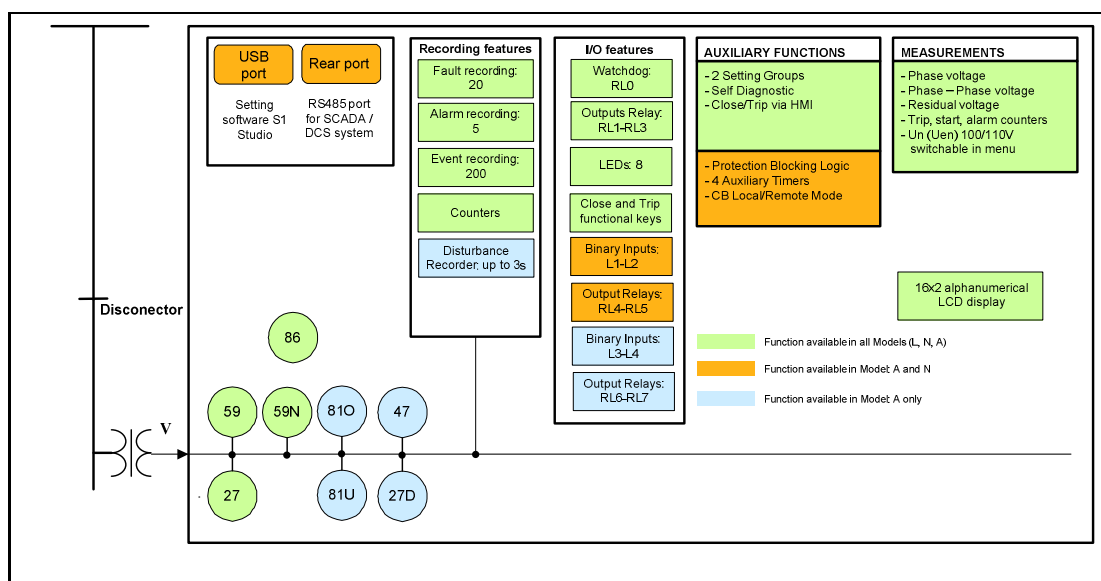 USB
port
Rear port
Setting
software S1
Studio
RS485 port
for SCADA /
DCS system
Recording features
Fault recording:
20
Alarm recording:
5
Event recording:
200
Counters
Disturbance
Recorder: up to 3s
I/O features
Watchdog:
RL0
Outputs Relay:
RL1-RL3
LEDs: 8
Close and Trip
functional keys
Binary Inputs:
L1-L2
Output Relays:
RL4-RL5
Binary Inputs:
L3-L4
Output Relays:
RL6-RL7
AUXILIARY FUNCTIONS
- 2 Setting Groups
- Self Diagnostic
- Close/Trip via HMI
- Protection Blocking Logic
- 4 Auxiliary Timers
- CB Local/Remote Mode
MEASUREMENTS
- Phase voltage
- Phase – Phase voltage
- Residual voltage
- Trip, start, alarm counters
- Un (Uen) 100/110V
switchable in menu
16x2 alphanumerical
LCD display
Function available in all Models (L, N, A)
Function available in Model: A and N
Function available in Model: A only
Disconector
V
86
59
59N
81O
47
27
81U
27D